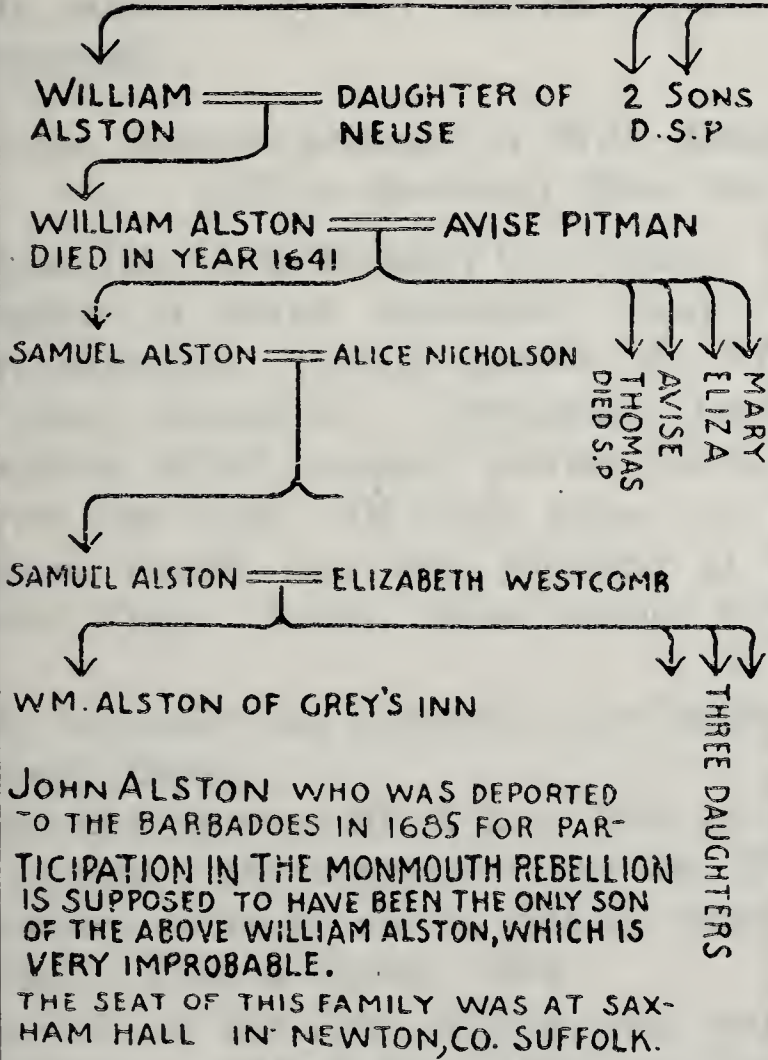 WILLIAM
ALSTON
DAUGHTER OF
NEUSE
2 SONS
D.S.P
WILLIAM ALSTON
DIED IN YEAR 1641
AVISE PITMAN
SAMUEL ALSTON
ALICE NICHOLSON
THOMAS
DIED S.P
AVISE
ELIZA
MARY
SAMUEL ALSTON
ELIZABETH WESTCOMB
WM. ALSTON OF GREY'S INN
THREE DAUGHTERS
JOHN ALSTON WHO WAS DEPORTED
TO THE BARBADOES IN 1685 FOR PAR-
TICIPATION IN THE MONMOUTH REBELLION
IS SUPPOSED TO HAVE BEEN THE ONLY SON
OF THE ABOVE WILLIAM ALSTON, WHICH IS
VERY IMPROBABLE.
THE SEAT OF THIS FAMILY WAS AT SAX-
HAM HALL IN NEWTON, CO. SUFFOLK.